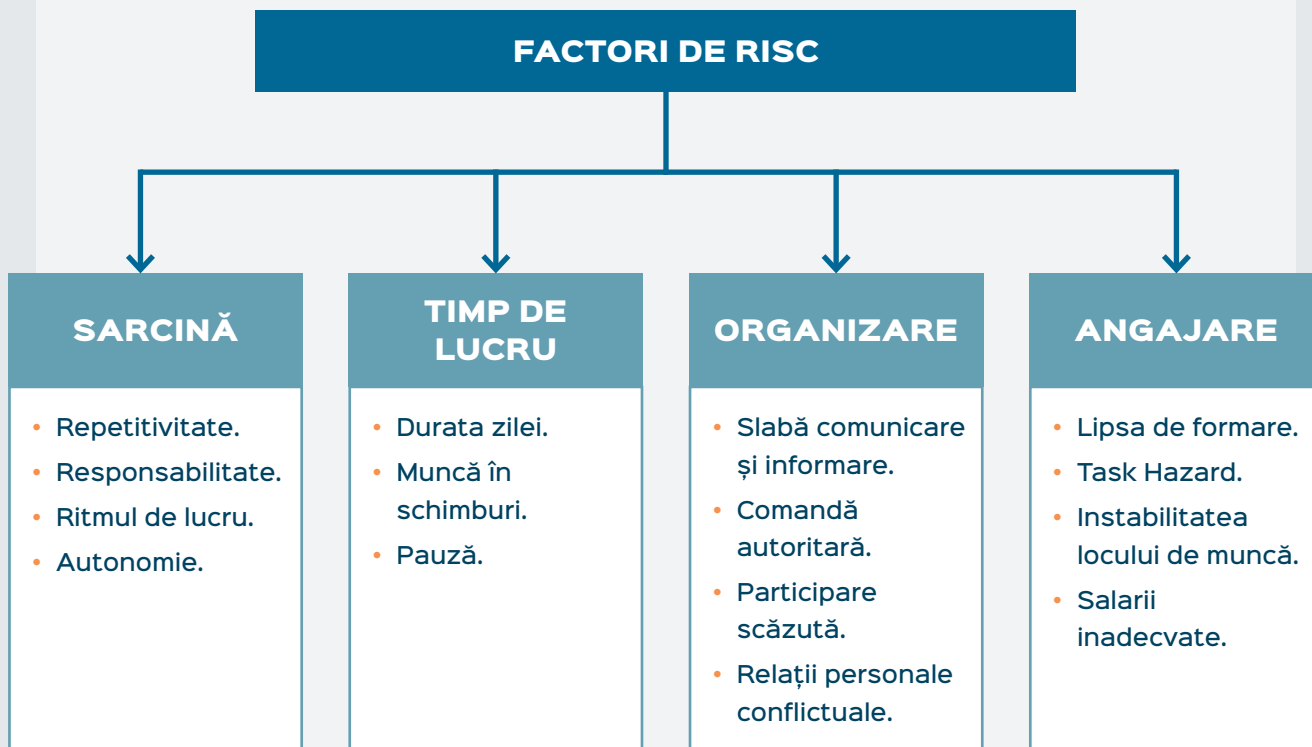 FACTORI DE RISC
SARCINĂ
• Repetitivitate.
• Responsabilitate.
• Ritmul de lucru.
• Autonomie.
TIMP DE
LUCRU
• Durata zilei.
• Muncă în
schimburi.
• Pauză.
ORGANIZARE
• Slabă comunicare
și informare.
• Comandă
autoritară.
• Participare
scăzută.
• Relații personale
conflictuale.
ANGAJARE
• Lipsa de formare.
• Task Hazard.
• Instabilitatea
locului de muncă.
• Salarii
inadecvate.